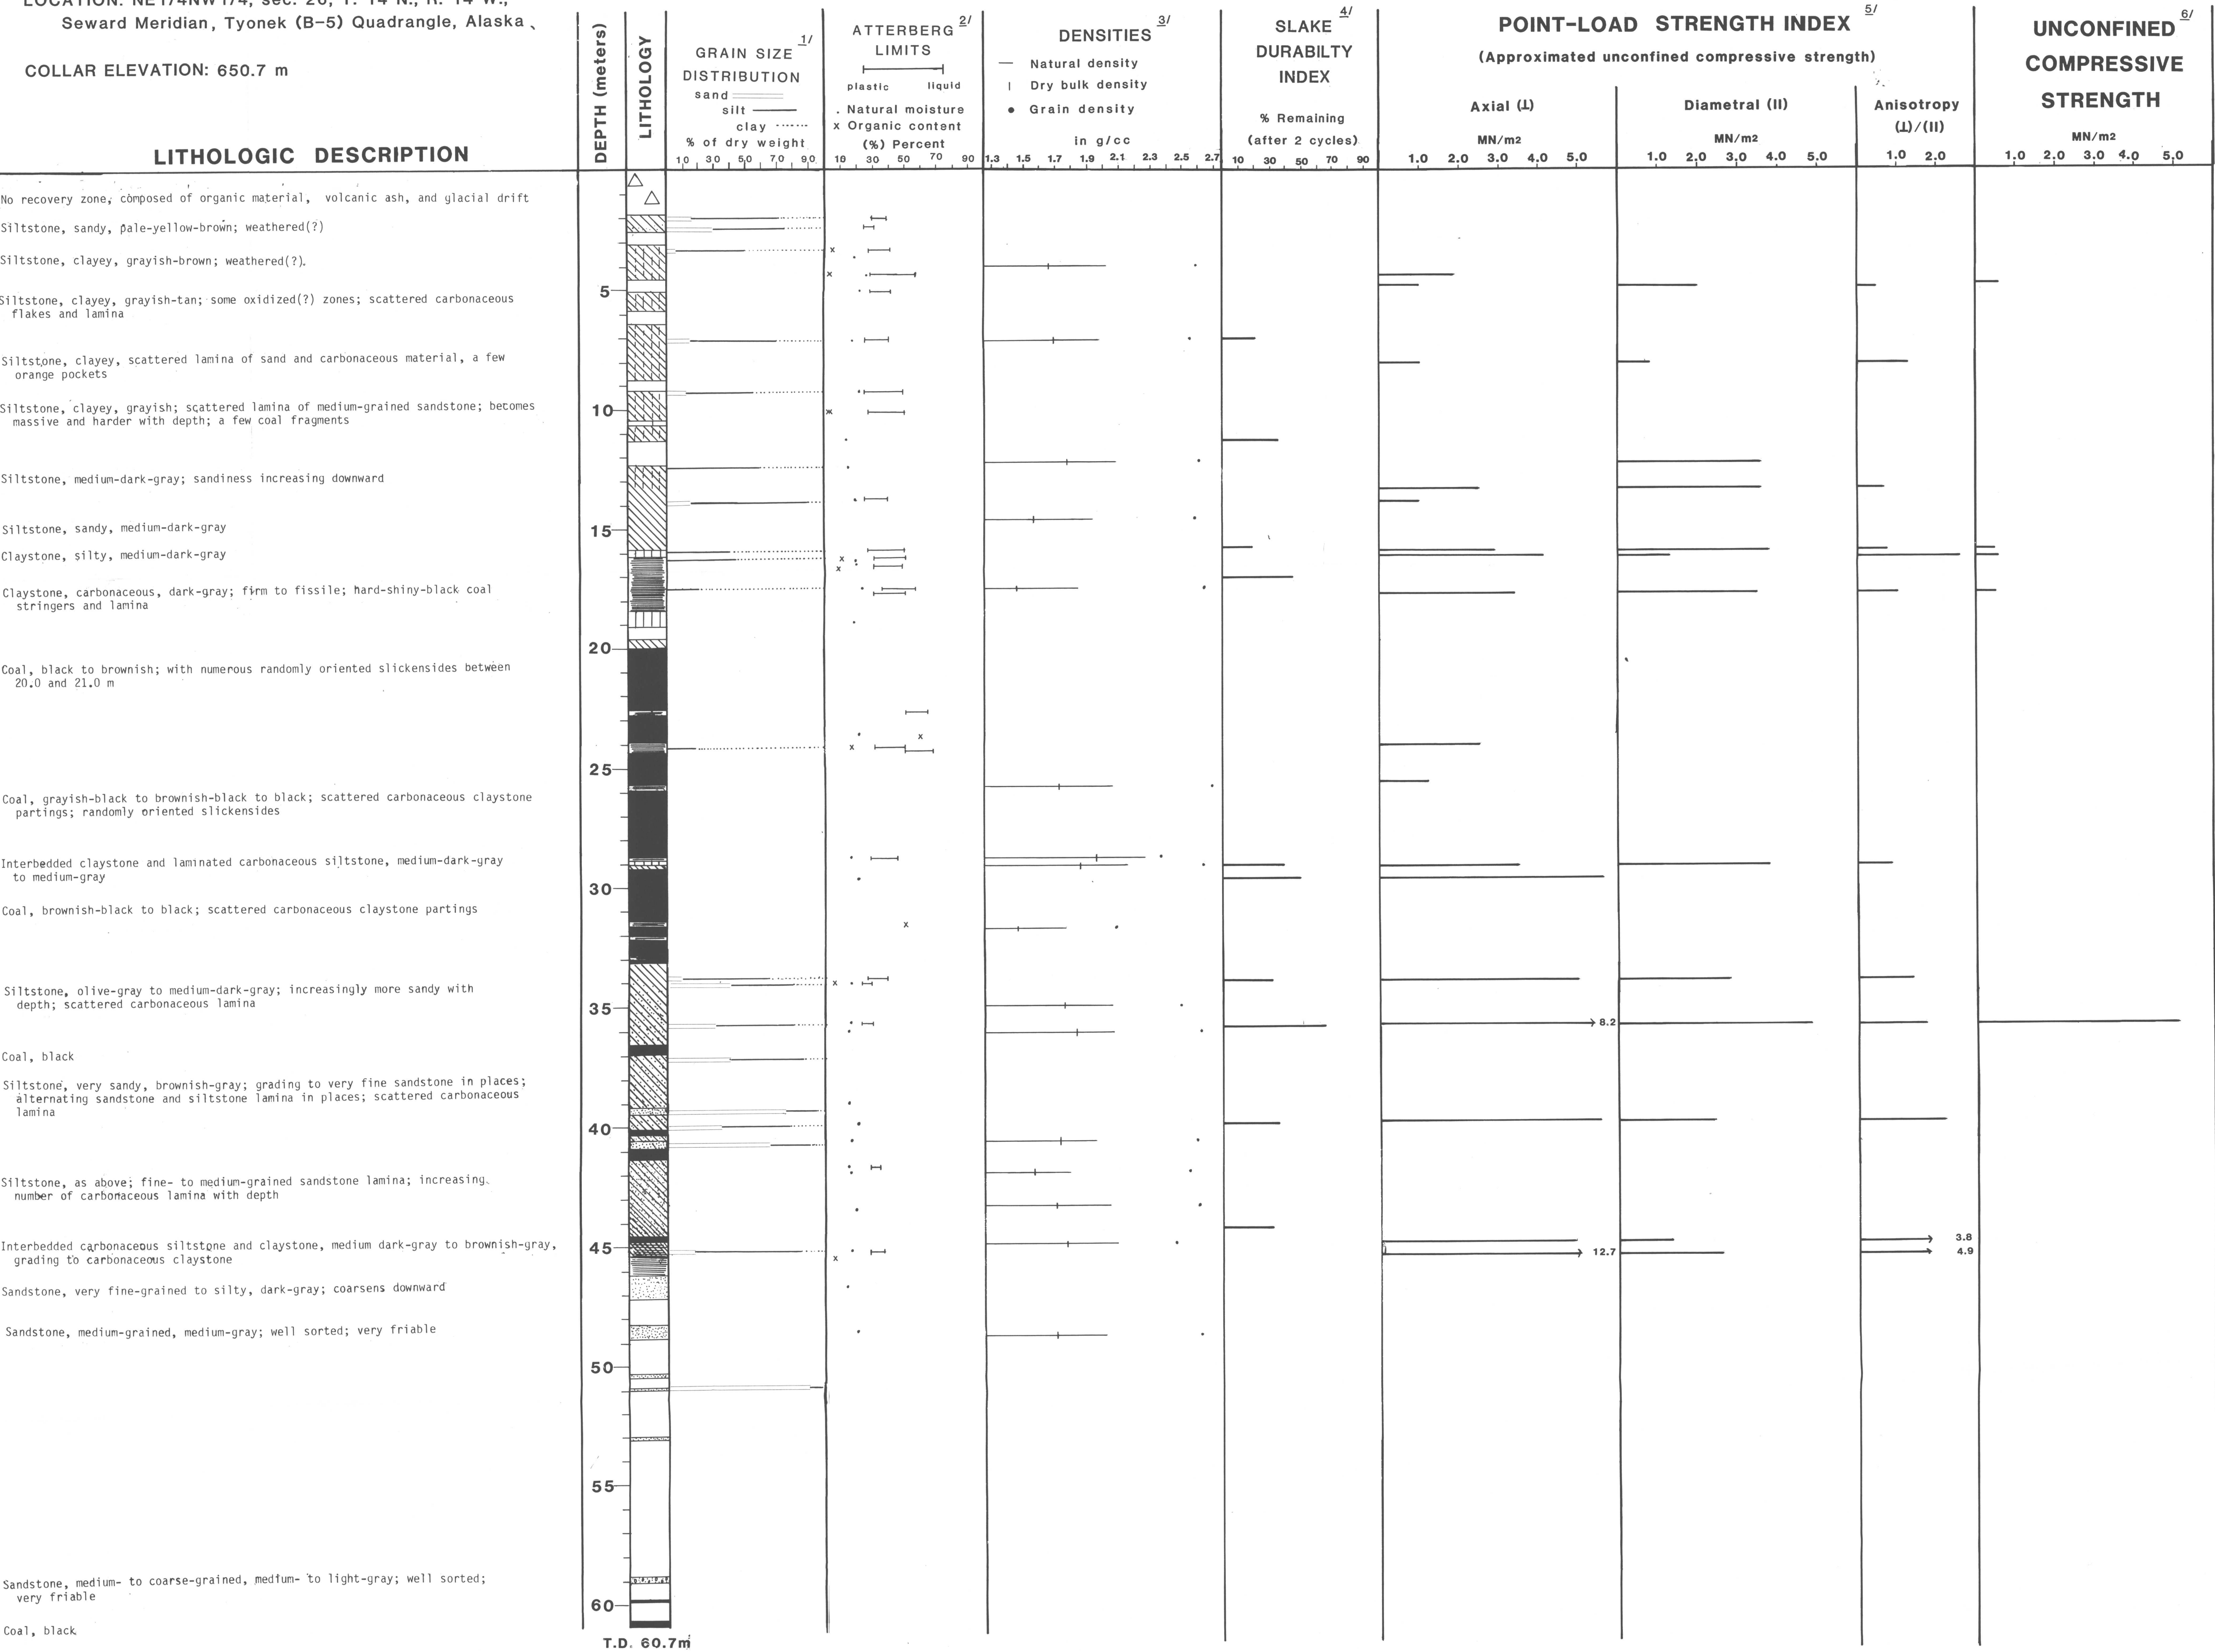 LOCATION: NE1/4NW1/4, sec. 26, T. 14 N., R. 14 W.,
Seward Meridian, Tyonek (B-5) Quadrangle, Alaska
COLLAR ELEVATION: 650.7 m
LITHOLOGIC DESCRIPTION
DEPTH (meters)
LITHOLOGY
GRAIN SIZE 1/
DISTRIBUTION
sand
silt
clay
% of dry weight
10 30 50 70 90
ATTERBERG 2/
LIMITS
plastic liquid
. Natural moisture
x Organic content
(%) Percent
10 30 50 70 90
DENSITIES 3/
— Natural density
| Dry bulk density
• Grain density
in g/cc
1.3 1.5 1.7 1.9 2.1 2.3 2.5 2.7
SLAKE 4/
DURABILTY
INDEX
% Remaining
(after 2 cycles)
10 30 50 70 90
POINT-LOAD STRENGTH INDEX 5/
(Approximated unconfined compressive strength)
Axial (⊥)
MN/m2
1.0 2.0 3.0 4.0 5.0
Diametral (II)
MN/m2
1.0 2.0 3.0 4.0 5.0
Anisotropy
(⊥)/(II)
1.0 2.0
UNCONFINED 6/
COMPRESSIVE
STRENGTH
MN/m2
1.0 2.0 3.0 4.0 5.0
No recovery zone, composed of organic material, volcanic ash, and glacial drift
Siltstone, sandy, pale-yellow-brown; weathered(?)
Siltstone, clayey, grayish-brown; weathered(?).
5
Siltstone, clayey, grayish-tan; some oxidized(?) zones; scattered carbonaceous
flakes and lamina
Siltstone, clayey, scattered lamina of sand and carbonaceous material, a few
orange pockets
Siltstone, clayey, grayish; scattered lamina of medium-grained sandstone; becomes
massive and harder with depth; a few coal fragments
10
Siltstone, medium-dark-gray; sandiness increasing downward
Siltstone, sandy, medium-dark-gray
15
Claystone, silty, medium-dark-gray
Claystone, carbonaceous, dark-gray; firm to fissile; hard-shiny-black coal
stringers and lamina
20
Coal, black to brownish; with numerous randomly oriented slickensides between
20.0 and 21.0 m
25
Coal, grayish-black to brownish-black to black; scattered carbonaceous claystone
partings; randomly oriented slickensides
Interbedded claystone and laminated carbonaceous siltstone, medium-dark-gray
to medium-gray
30
Coal, brownish-black to black; scattered carbonaceous claystone partings
Siltstone, olive-gray to medium-dark-gray; increasingly more sandy with
depth; scattered carbonaceous lamina
35
8.2
Coal, black
Siltstone, very sandy, brownish-gray; grading to very fine sandstone in places;
alternating sandstone and siltstone lamina in places; scattered carbonaceous
lamina
40
Siltstone, as above; fine- to medium-grained sandstone lamina; increasing
number of carbonaceous lamina with depth
3.8
Interbedded carbonaceous siltstone and claystone, medium dark-gray to brownish-gray,
grading to carbonaceous claystone
45
12.7
4.9
Sandstone, very fine-grained to silty, dark-gray; coarsens downward
Sandstone, medium-grained, medium-gray; well sorted; very friable
50
55
Sandstone, medium- to coarse-grained, medium- to light-gray; well sorted;
very friable
60
Coal, black
T.D. 60.7m